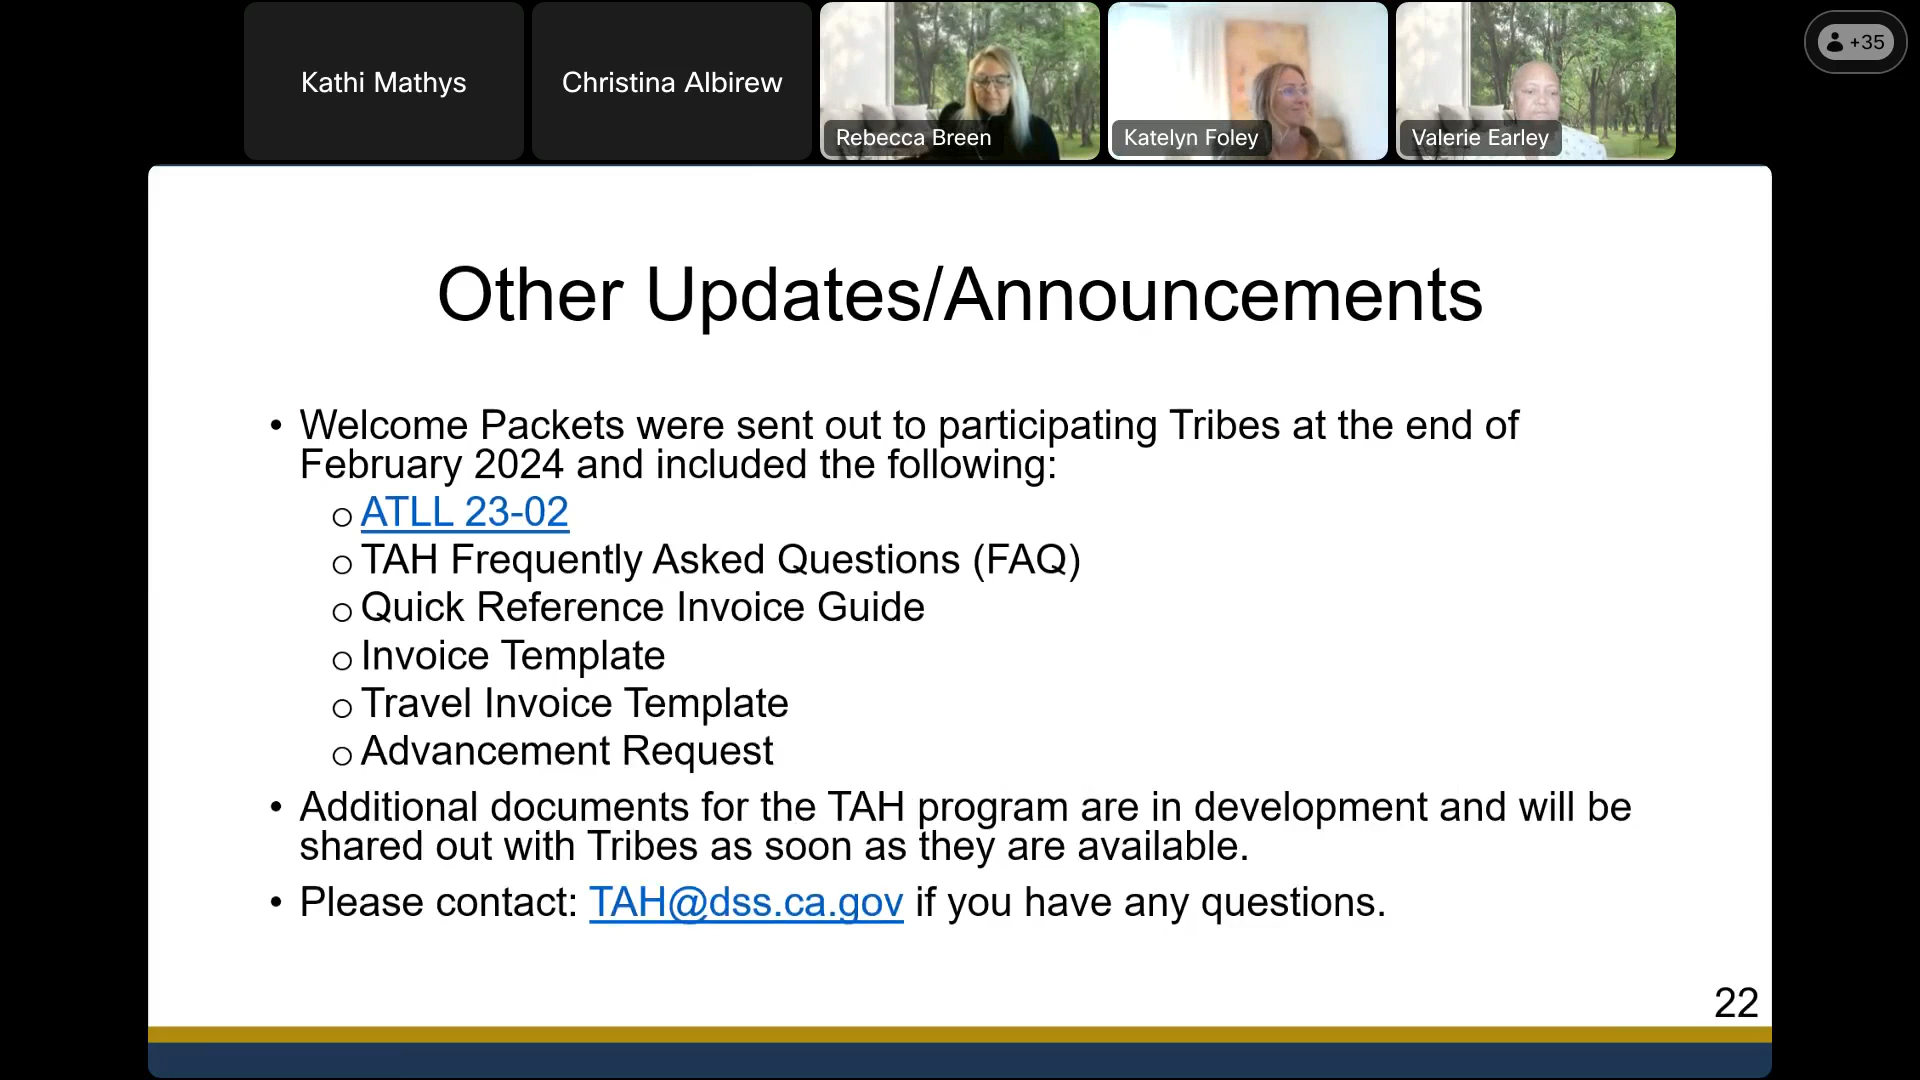 Kathi Mathys
Christina Albirew
Rebecca Breen
Katelyn Foley
Valerie Earley
+35
Other Updates/Announcements
• Welcome Packets were sent out to participating Tribes at the end of
February 2024 and included the following:
o ATLL 23-02
o TAH Frequently Asked Questions (FAQ)
o Quick Reference Invoice Guide
o Invoice Template
o Travel Invoice Template
o Advancement Request
• Additional documents for the TAH program are in development and will be
shared out with Tribes as soon as they are available.
• Please contact: TAH@dss.ca.gov if you have any questions.
22